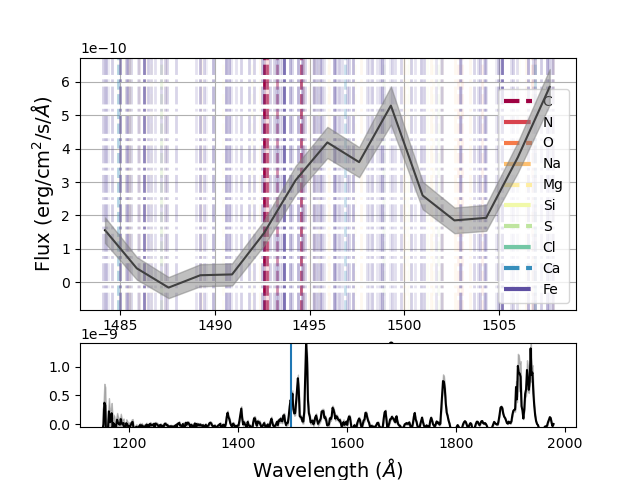 1e−10
Flux (erg/cm²/s/Å)
6
5
4
3
2
1
0
C
N
O
Na
Mg
Si
S
Cl
Ca
Fe
1485 1490 1495 1500 1505
1e−9
1.0
0.5
0.0
1200 1400 1600 1800 2000
Wavelength (Å)